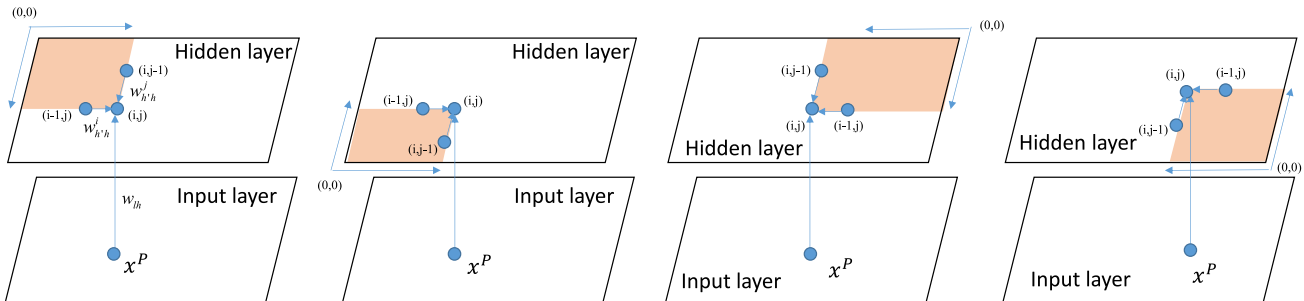 (0,0)
Hidden layer
(i,j-1)
w^j_{h'h}
(i-1,j)
(i,j)
w^i_{h'h}
w_{lh}
Input layer
x^P
Hidden layer
(i-1,j)
(i,j)
(i,j-1)
(0,0)
Input layer
x^P
(0,0)
(i,j-1)
(i,j)
(i-1,j)
Hidden layer
x^P
Input layer
(i,j)
(i-1,j)
(i,j-1)
Hidden layer
(0,0)
x^P
Input layer